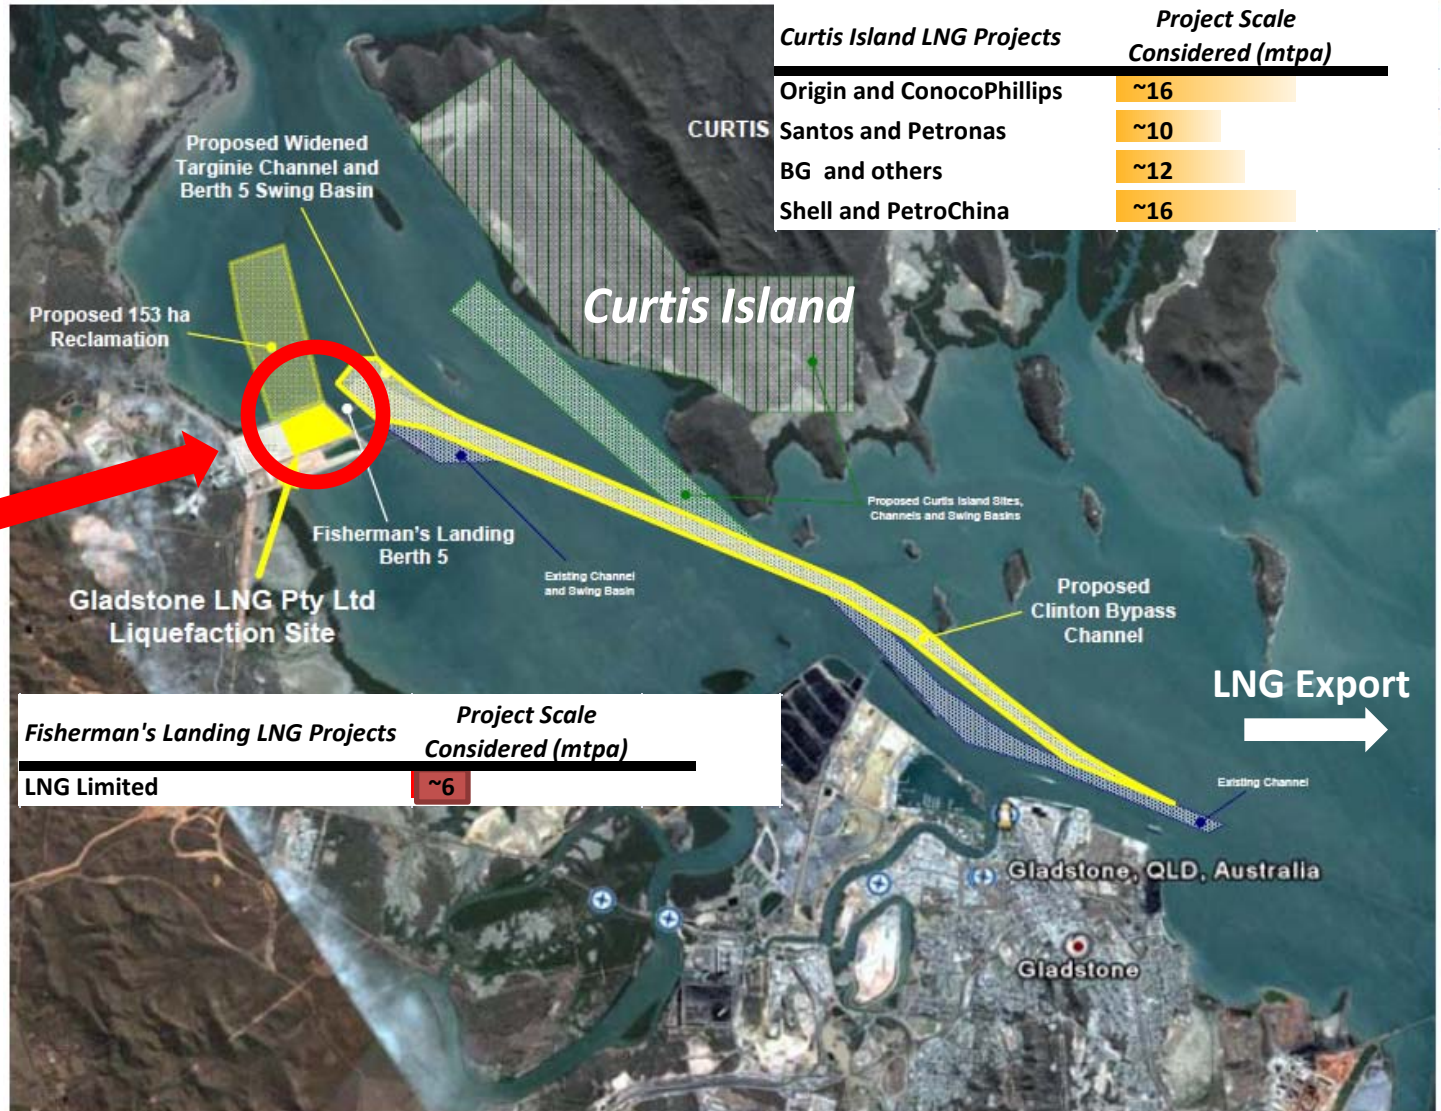 Curtis Island LNG Projects
Project Scale
Considered (mtpa)
Origin and ConocoPhillips ~16
Santos and Petronas ~10
BG  and others ~12
Shell and PetroChina ~16
CURTIS
Proposed Widened
Targinie Channel and
Berth 5 Swing Basin
Curtis Island
Proposed 153 ha
Reclamation
Proposed Curtis Island Sites,
Channels and Swing Basins
Fisherman's Landing
Berth 5
Existing Channel
and Swing Basin
Gladstone LNG Pty Ltd
Liquefaction Site
Proposed
Clinton Bypass
Channel
LNG Export
Fisherman's Landing LNG Projects
Project Scale
Considered (mtpa)
LNG Limited ~6
Existing Channel
Gladstone, QLD, Australia
Gladstone